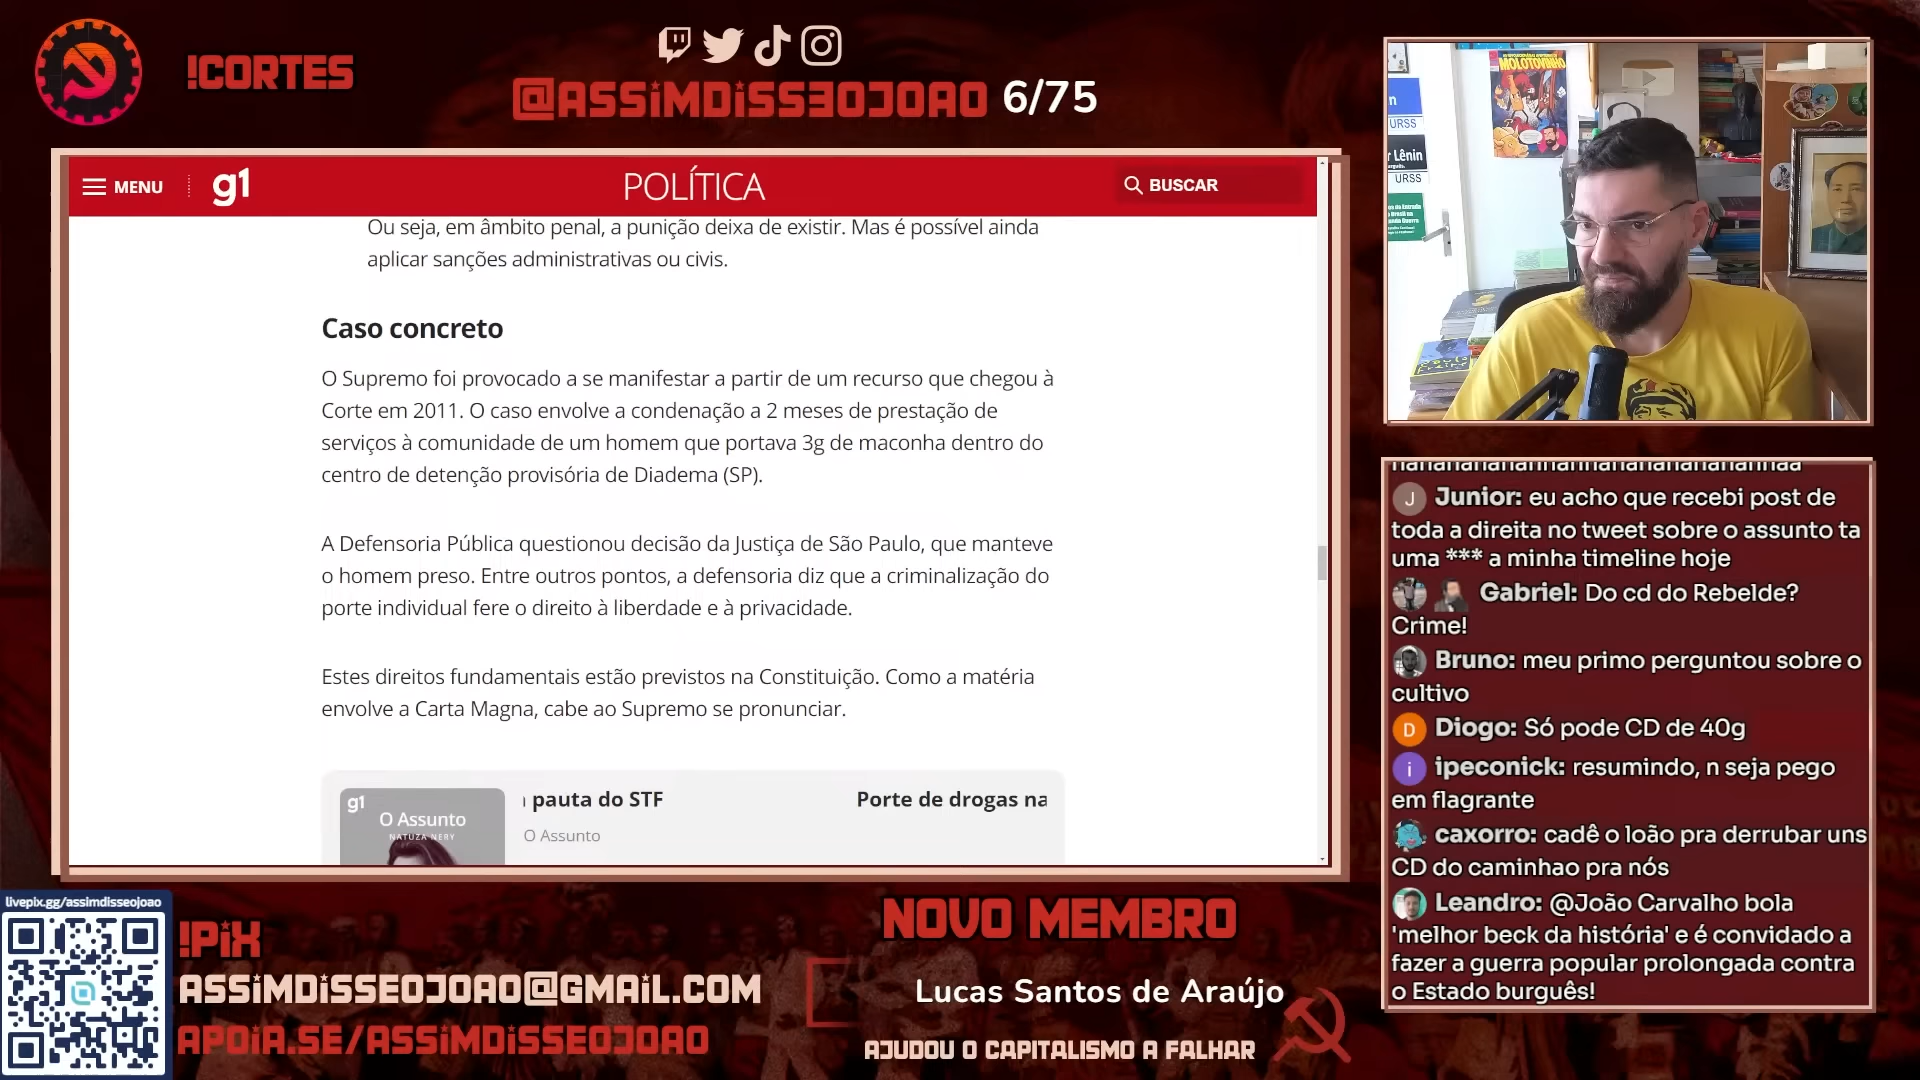 !CORTES
@ASSIMDISSEOJOAO 6/75
MENU
g1
POLÍTICA
BUSCAR
Ou seja, em âmbito penal, a punição deixa de existir. Mas é possível ainda
aplicar sanções administrativas ou civis.
Caso concreto
O Supremo foi provocado a se manifestar a partir de um recurso que chegou à
Corte em 2011. O caso envolve a condenação a 2 meses de prestação de
serviços à comunidade de um homem que portava 3g de maconha dentro do
centro de detenção provisória de Diadema (SP).
A Defensoria Pública questionou decisão da Justiça de São Paulo, que manteve
o homem preso. Entre outros pontos, a defensoria diz que a criminalização do
porte individual fere o direito à liberdade e à privacidade.
Estes direitos fundamentais estão previstos na Constituição. Como a matéria
envolve a Carta Magna, cabe ao Supremo se pronunciar.
g1
O Assunto
NATUZA NERY
pauta do STF
Porte de drogas na
O Assunto
MOLOTOVINHO
URSS
Lênin
URSS
J Junior: eu acho que recebi post de
toda a direita no tweet sobre o assunto ta
uma *** a minha timeline hoje
Gabriel: Do cd do Rebelde?
Crime!
Bruno: meu primo perguntou sobre o
cultivo
D Diogo: Só pode CD de 40g
i ipeconick: resumindo, n seja pego
em flagrante
caxorro: cadê o loão pra derrubar uns
CD do caminhao pra nós
Leandro: @João Carvalho bola
'melhor beck da história' e é convidado a
fazer a guerra popular prolongada contra
o Estado burguês!
livepix.gg/assimdisseojoao
!PIX
ASSIMDISSEOJOAO@GMAIL.COM
APOIA.SE/ASSIMDISSEOJOAO
NOVO MEMBRO
Lucas Santos de Araújo
AJUDOU O CAPITALISMO A FALHAR